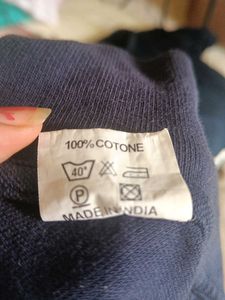 100% COTONE
40°
P
MADE IN INDIA